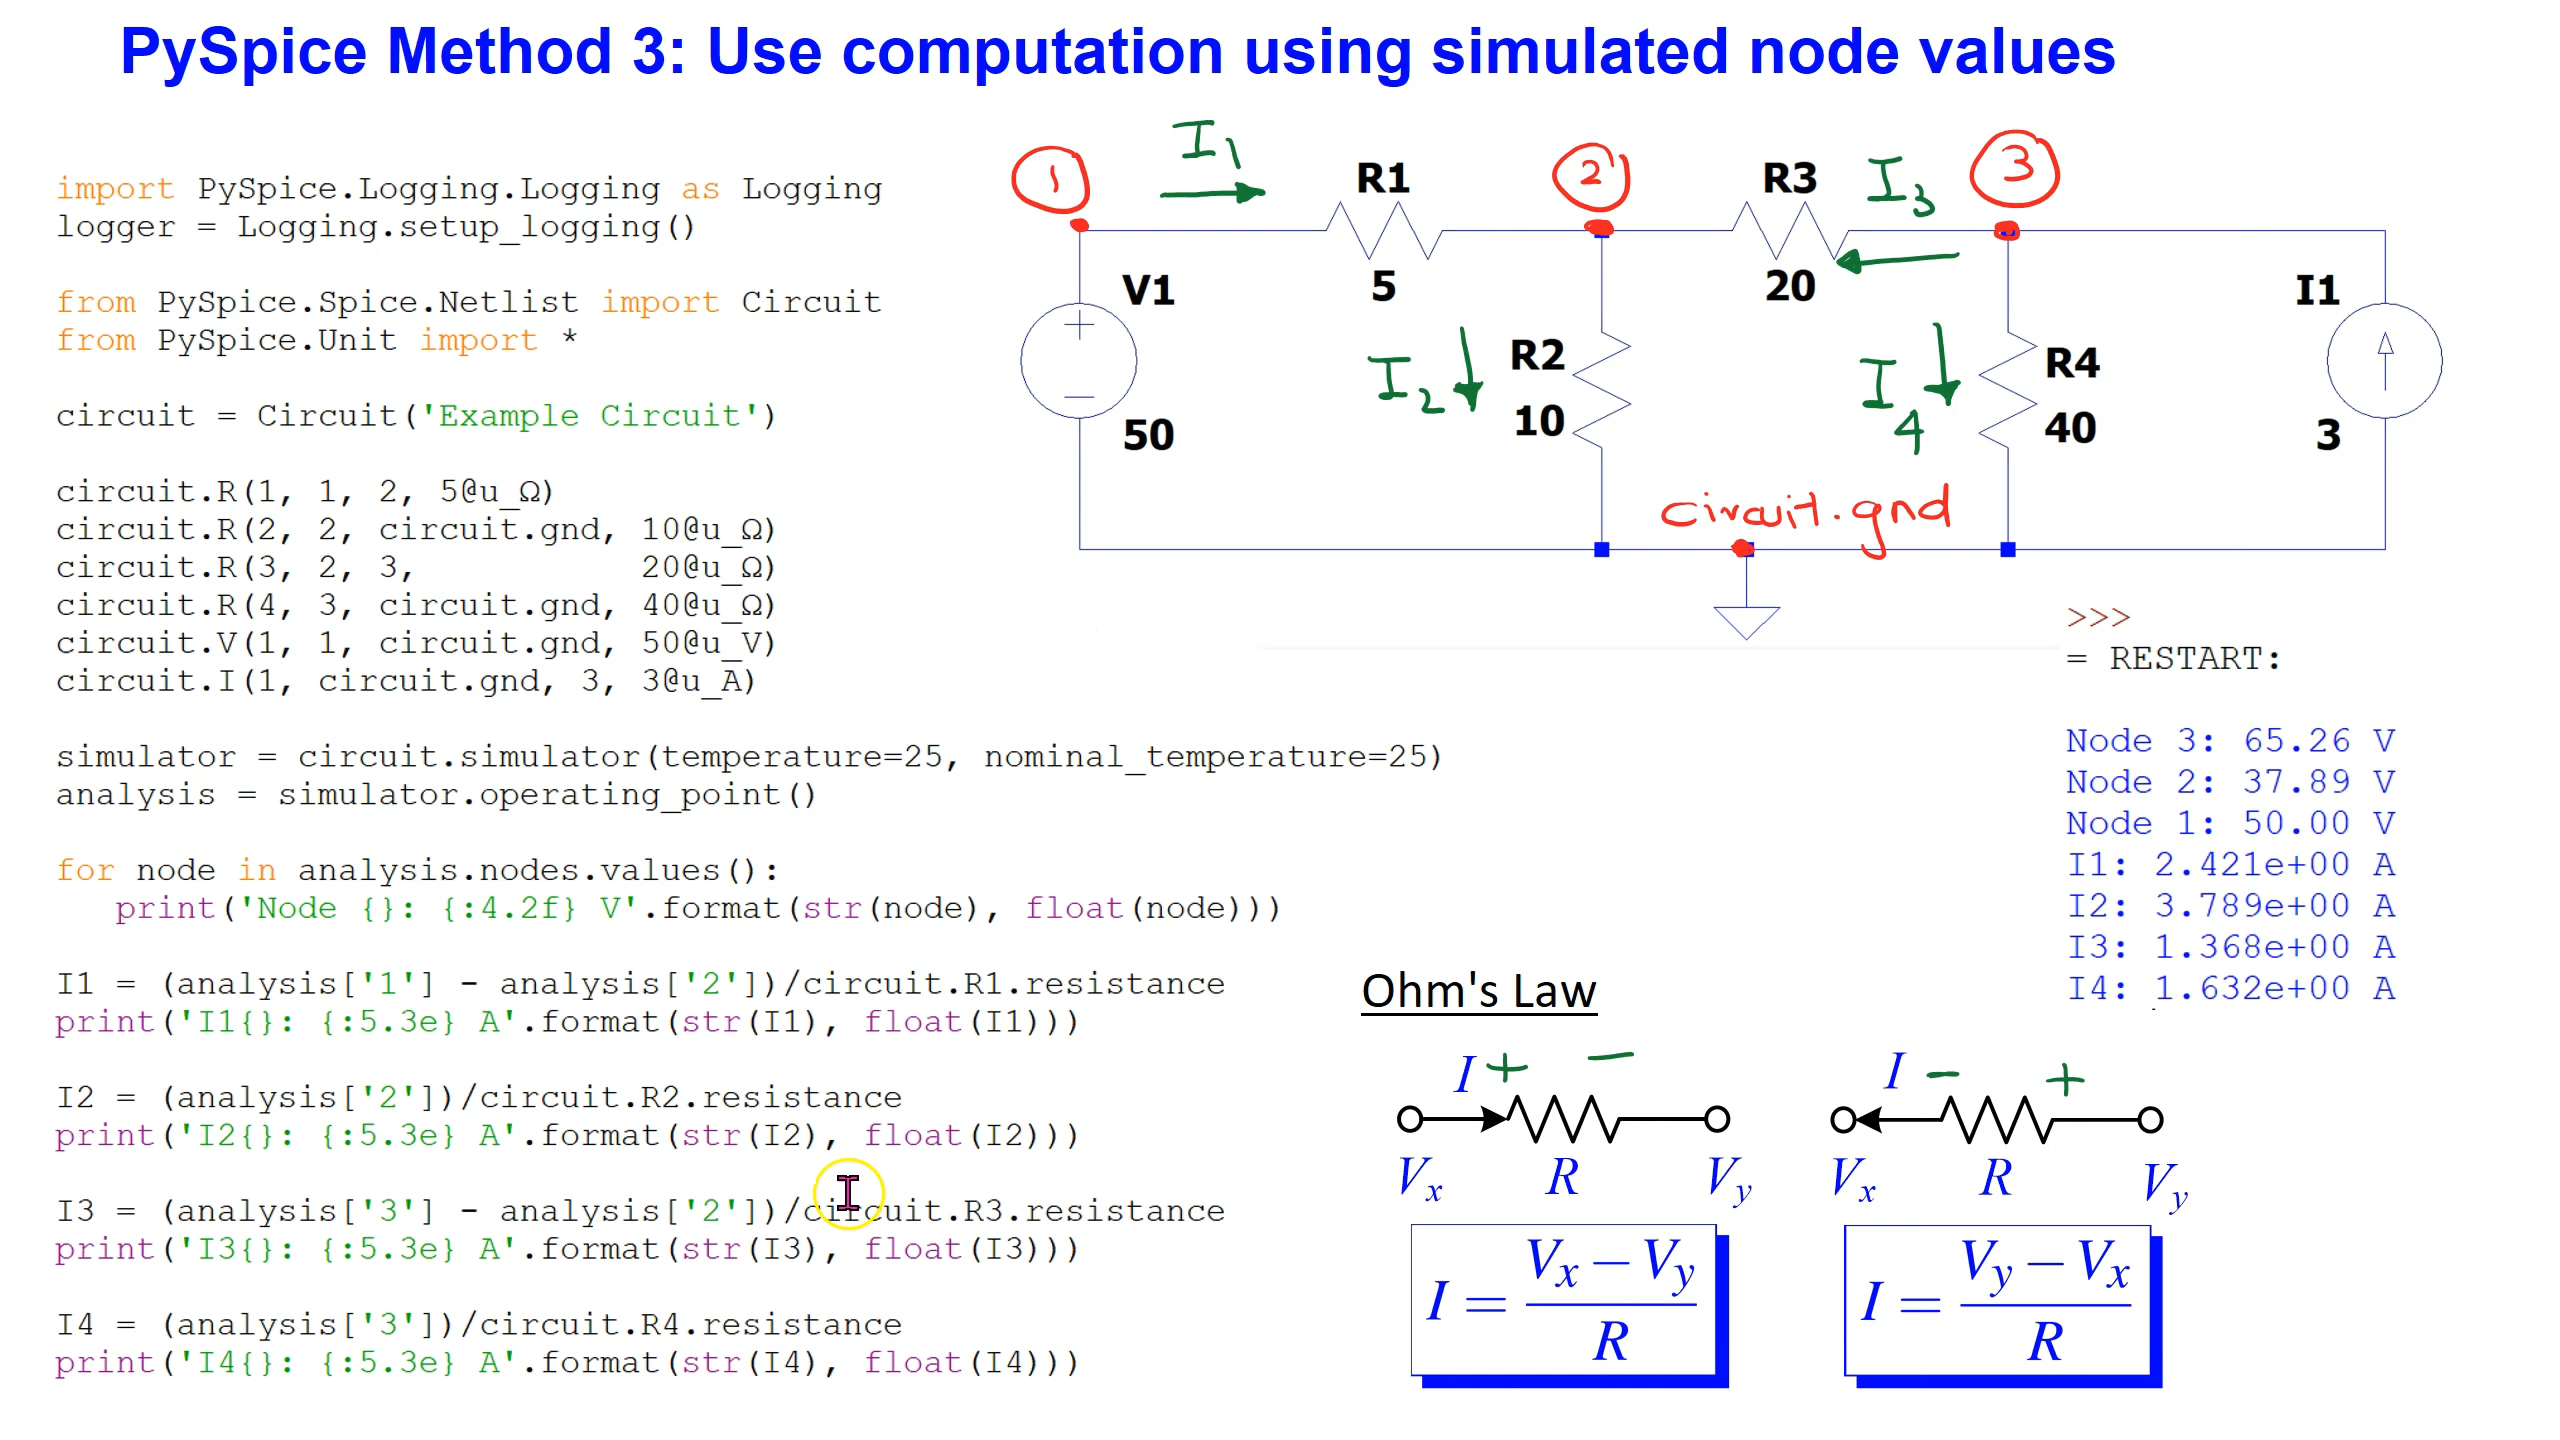 PySpice Method 3: Use computation using simulated node values
import PySpice.Logging.Logging as Logging
logger = Logging.setup_logging()
from PySpice.Spice.Netlist import Circuit
from PySpice.Unit import *
circuit = Circuit('Example Circuit')
circuit.R(1, 1, 2, 5@u_Ω)
circuit.R(2, 2, circuit.gnd, 10@u_Ω)
circuit.R(3, 2, 3, 20@u_Ω)
circuit.R(4, 3, circuit.gnd, 40@u_Ω)
circuit.V(1, 1, circuit.gnd, 50@u_V)
circuit.I(1, circuit.gnd, 3, 3@u_A)
simulator = circuit.simulator(temperature=25, nominal_temperature=25)
analysis = simulator.operating_point()
for node in analysis.nodes.values():
print('Node {}: {:4.2f} V'.format(str(node), float(node)))
I1 = (analysis['1'] - analysis['2'])/circuit.R1.resistance
print('I1{}: {:5.3e} A'.format(str(I1), float(I1)))
I2 = (analysis['2'])/circuit.R2.resistance
print('I2{}: {:5.3e} A'.format(str(I2), float(I2)))
I3 = (analysis['3'] - analysis['2'])/circuit.R3.resistance
print('I3{}: {:5.3e} A'.format(str(I3), float(I3)))
I4 = (analysis['3'])/circuit.R4.resistance
print('I4{}: {:5.3e} A'.format(str(I4), float(I4)))
1
I1
R1
5
2
R3
20
I3
3
V1
50
I2
R2
10
I4
R4
40
I1
3
circuit.gnd
>>>
= RESTART:
Node 3: 65.26 V
Node 2: 37.89 V
Node 1: 50.00 V
I1: 2.421e+00 A
I2: 3.789e+00 A
I3: 1.368e+00 A
I4: 1.632e+00 A
Ohm's Law
I + −
Vx R Vy
I = (Vx − Vy)/R
I − +
Vx R Vy
I = (Vy − Vx)/R